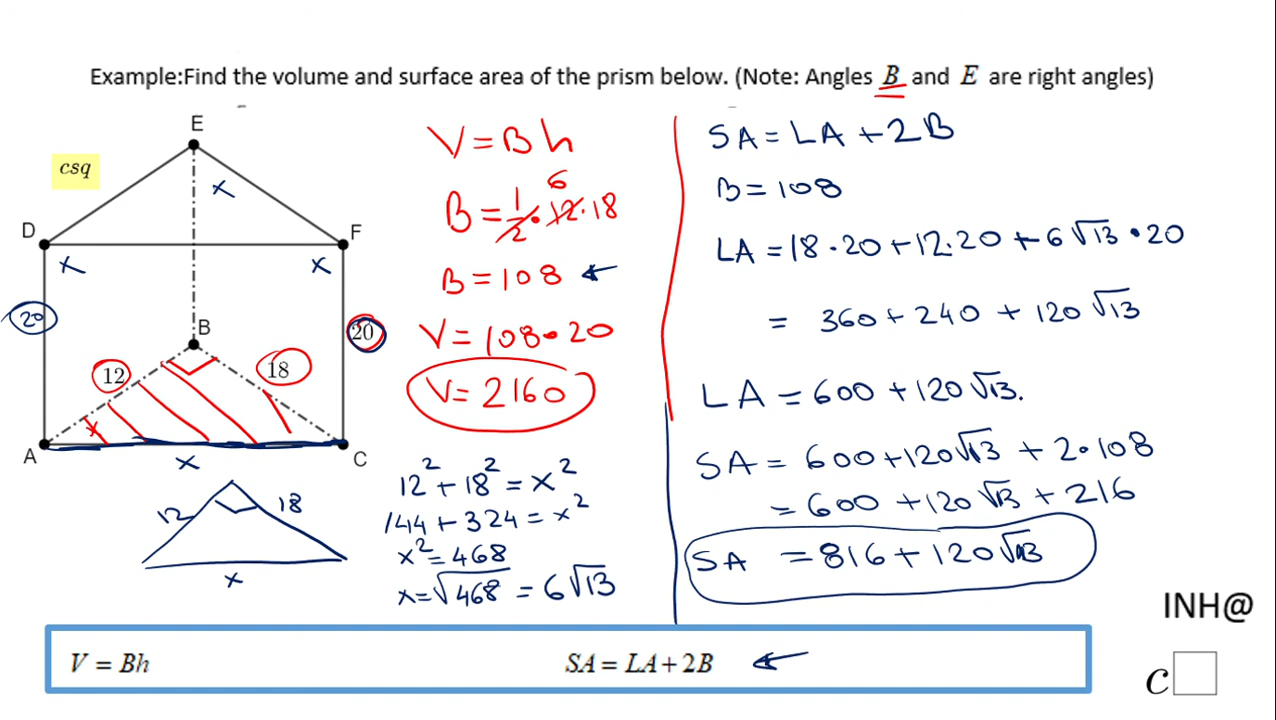 Example:Find the volume and surface area of the prism below. (Note: Angles B and E are right angles)
E
csq
x
D
F
x
x
20
20
B
12
18
x
A
C
x
12
18
x
V = Bh
B = 1/2 • 12 · 18
6
B = 108
V = 108 • 20
V = 2160
12² + 18² = x²
144 + 324 = x²
x² = 468
x = √468 = 6√13
SA = LA + 2B
B = 108
LA = 18 · 20 + 12 · 20 + 6√13 • 20
= 360 + 240 + 120√13
LA = 600 + 120√13.
SA = 600 + 120√13 + 2 • 108
= 600 + 120√13 + 216
SA = 816 + 120√13
INH@
V = Bh
SA = LA + 2B
c